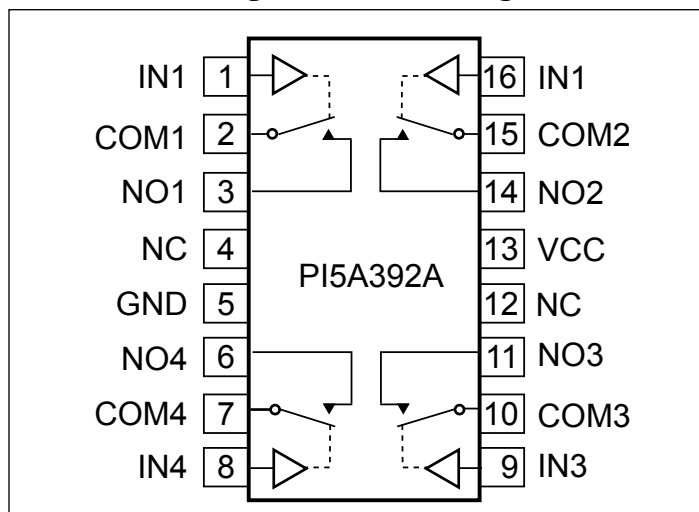 IN1 1 16 IN1
COM1 2 15 COM2
NO1 3 14 NO2
NC 4 13 VCC
PI5A392A
GND 5 12 NC
NO4 6 11 NO3
COM4 7 10 COM3
IN4 8 9 IN3